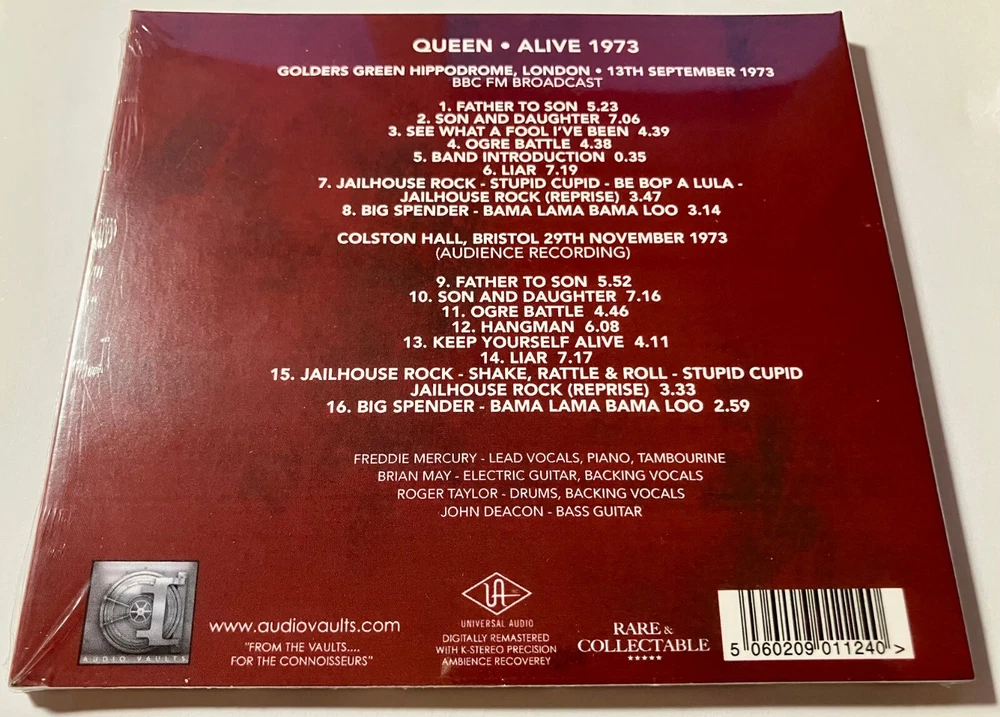 QUEEN • ALIVE 1973
GOLDERS GREEN HIPPODROME, LONDON • 13TH SEPTEMBER 1973
BBC FM BROADCAST
1. FATHER TO SON 5.23
2. SON AND DAUGHTER 7.06
3. SEE WHAT A FOOL I'VE BEEN 4.39
4. OGRE BATTLE 4.38
5. BAND INTRODUCTION 0.35
6. LIAR 7.19
7. JAILHOUSE ROCK - STUPID CUPID - BE BOP A LULA -
JAILHOUSE ROCK (REPRISE) 3.47
8. BIG SPENDER - BAMA LAMA BAMA LOO 3.14
COLSTON HALL, BRISTOL 29TH NOVEMBER 1973
(AUDIENCE RECORDING)
9. FATHER TO SON 5.52
10. SON AND DAUGHTER 7.16
11. OGRE BATTLE 4.46
12. HANGMAN 6.08
13. KEEP YOURSELF ALIVE 4.11
14. LIAR 7.17
15. JAILHOUSE ROCK - SHAKE, RATTLE & ROLL - STUPID CUPID
JAILHOUSE ROCK (REPRISE) 3.33
16. BIG SPENDER - BAMA LAMA BAMA LOO 2.59
FREDDIE MERCURY - LEAD VOCALS, PIANO, TAMBOURINE
BRIAN MAY - ELECTRIC GUITAR, BACKING VOCALS
ROGER TAYLOR - DRUMS, BACKING VOCALS
JOHN DEACON - BASS GUITAR
AUDIO VAULTS
www.audiovaults.com
"FROM THE VAULTS....
FOR THE CONNOISSEURS"
UA
UNIVERSAL AUDIO
DIGITALLY REMASTERED
WITH K-STEREO PRECISION
AMBIENCE RECOVEREY
RARE &
COLLECTABLE
★★★★★
5 060209 011240 >